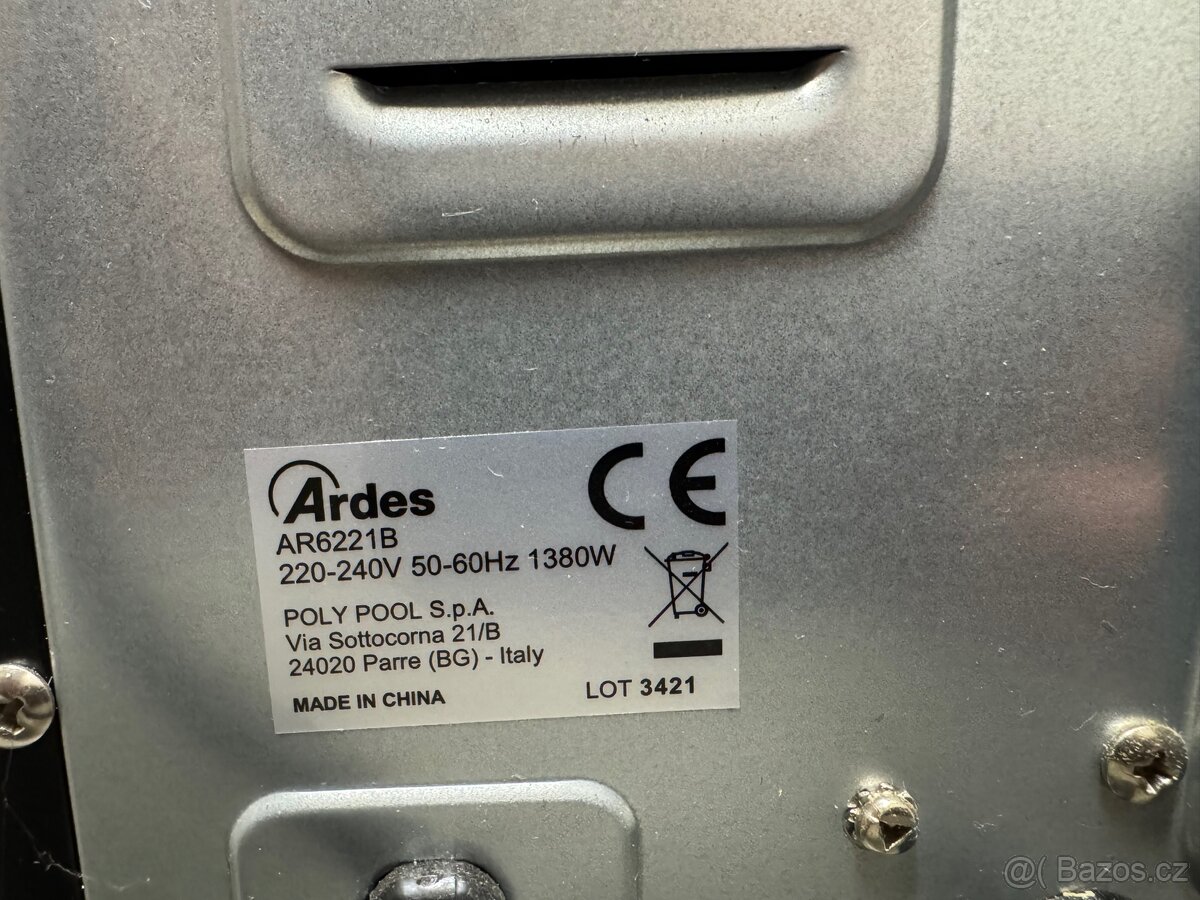 Ardes
CE
AR6221B
220-240V 50-60Hz 1380W
POLY POOL S.p.A.
Via Sottocorna 21/B
24020 Parre (BG) - Italy
MADE IN CHINA
LOT 3421
@( Bazos.cz